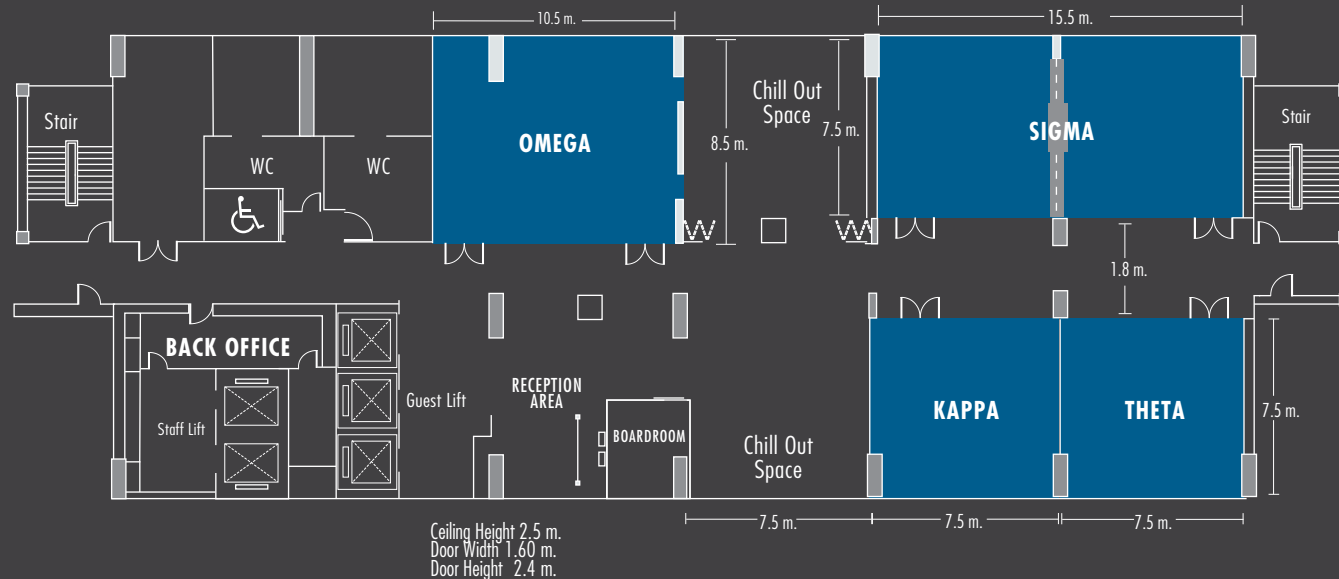 10.5 m.
15.5 m.
Stair
WC
WC
OMEGA
8.5 m.
Chill Out
Space
7.5 m.
SIGMA
Stair
1.8 m.
BACK OFFICE
Staff Lift
Guest Lift
RECEPTION
AREA
BOARDROOM
Chill Out
Space
KAPPA
THETA
7.5 m.
7.5 m.
7.5 m.
7.5 m.
Ceiling Height 2.5 m.
Door Width 1.60 m.
Door Height 2.4 m.